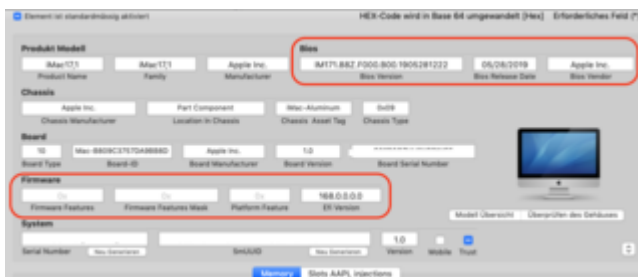 Element ist standardmässig aktiviert HEX-Code wird in Base 64 umgewandelt [Hex] Erforderliches Feld (*
Produkt Modell Bios
iMac17,1 iMac17,1 Apple Inc. IM171.88Z.F000.B00.1905281222 05/28/2019 Apple Inc.
Product Name Family Manufacturer Bios Version Bios Release Date Bios Vendor
Chassis
Apple Inc. Part Component iMac-Aluminum 0x09
Chassis Manufacturer Location In Chassis Chassis Asset Tag Chassis Type
Board
10 Apple Inc. 1.0
Board Type Board-ID Board Manufacturer Board Version Board Serial Number
Firmware
0x 0x 0x 168.0.0.0.0
Firmware Features Firmware Features Mask Platform Feature Efi-Version
Modell Übersicht Überprüfen des Gehäuses
System
1.0
Serial Number Neu Generieren SmUUID Neu Generieren Version Mobile Trust
Memory Slots AAPL injections